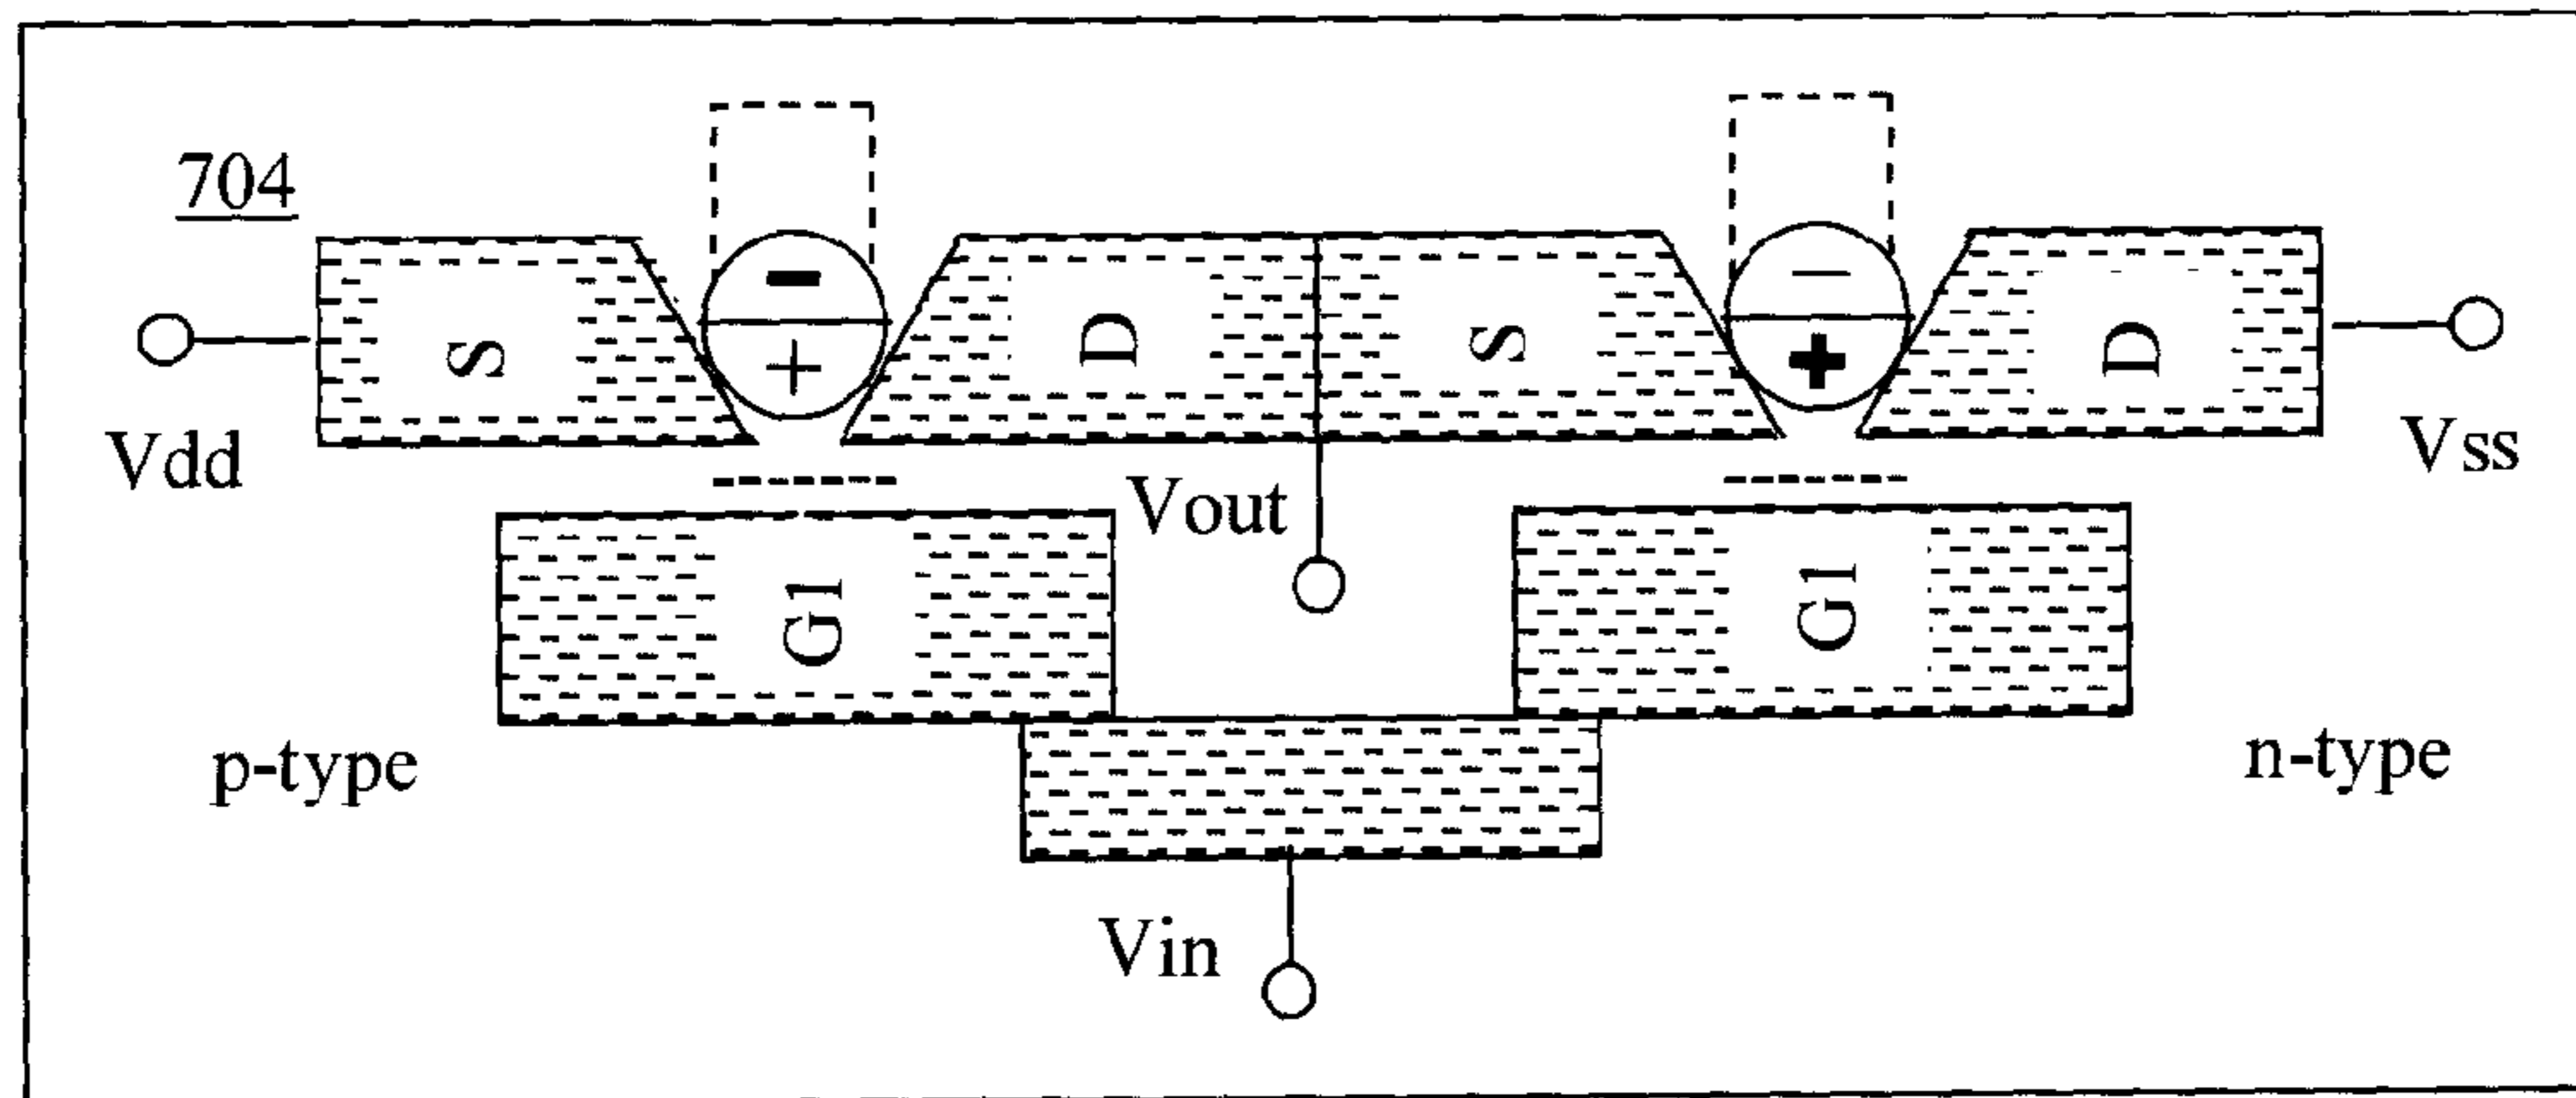 704
S
−
+
D
S
−
+
D
Vdd
Vout
Vss
G1
G1
p-type
n-type
Vin